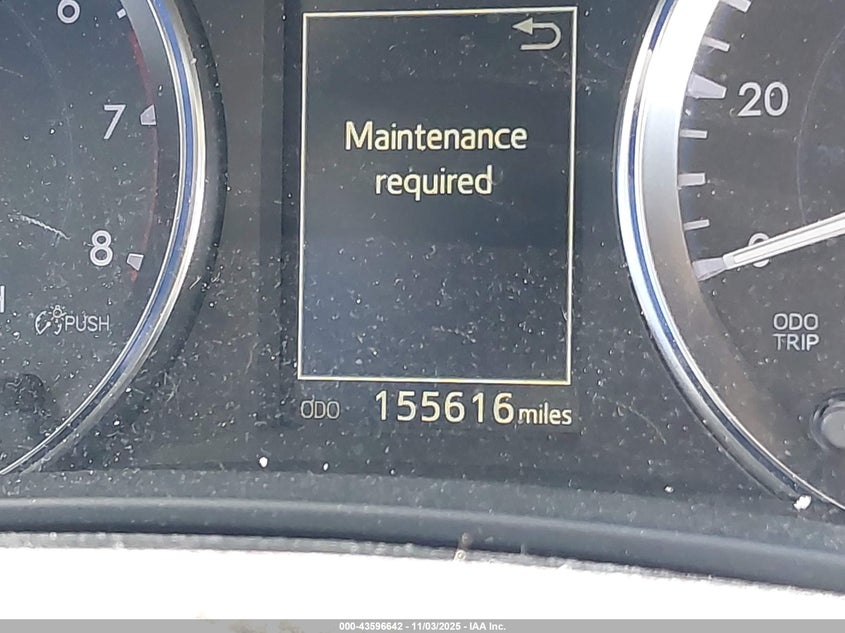 6
7
8
PUSH
Maintenance
required
ODO 155616 miles
20
0
ODO
TRIP
000-43596642 - 11/03/2025 - IAA Inc.